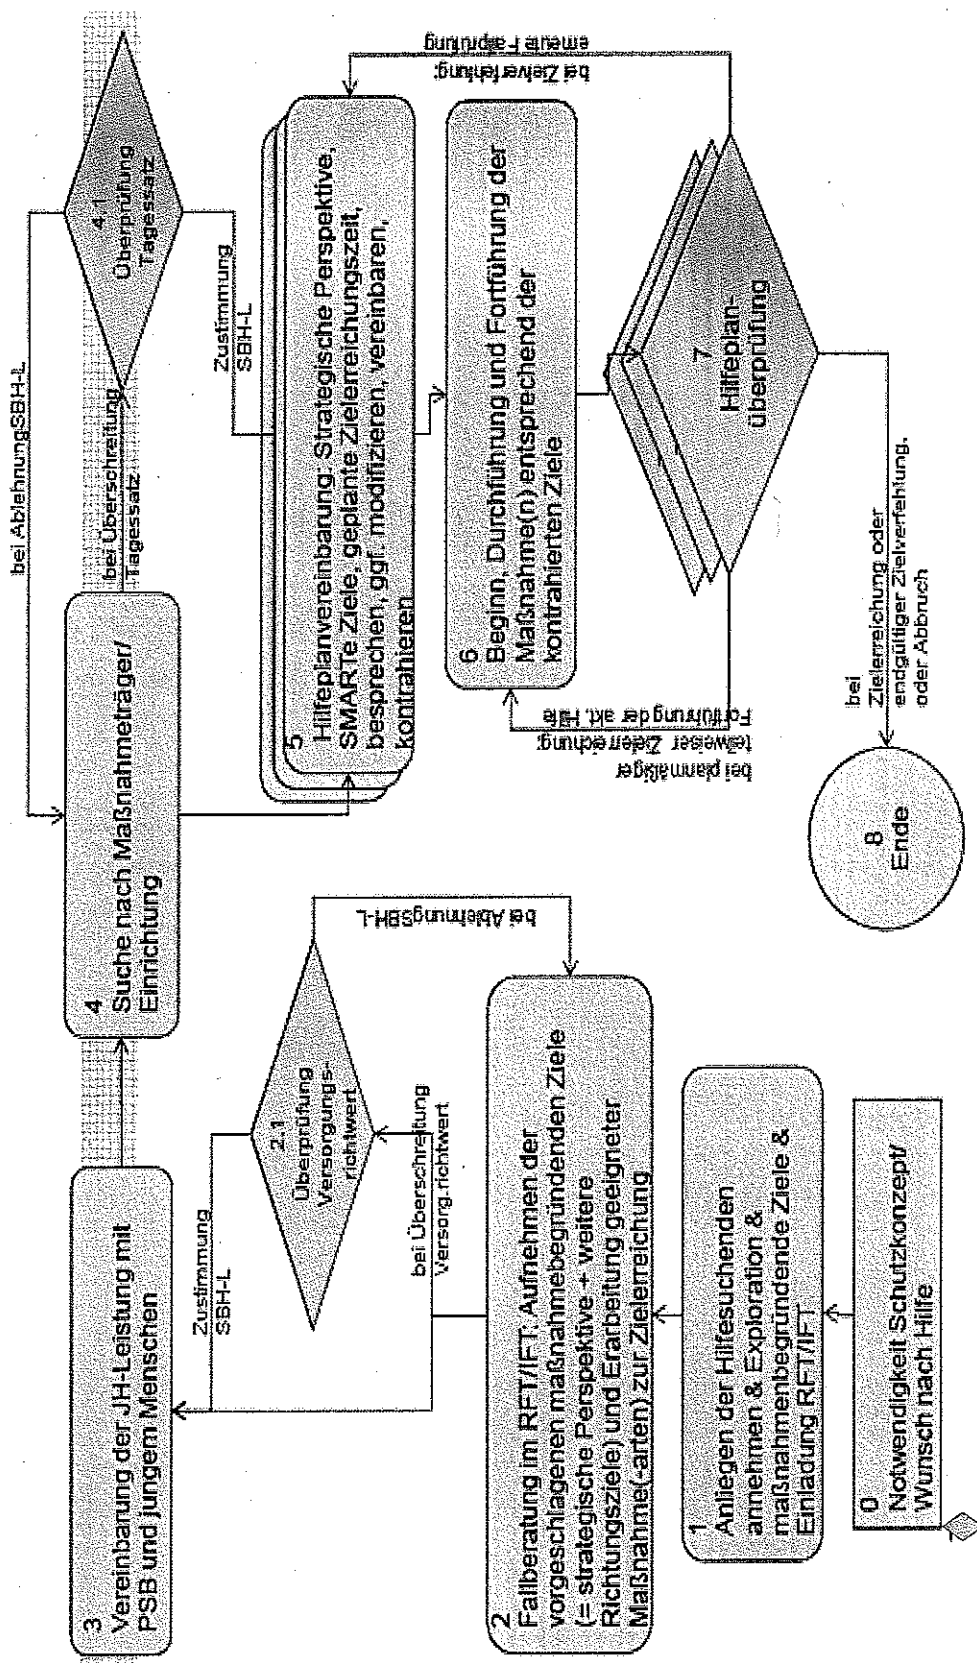 0
Notwendigkeit Schutzkonzept/
Wunsch nach Hilfe
1
Anliegen der Hilfesuchenden
annehmen & Exploration &
maßnahmenbegründende Ziele &
Einladung RFT/IFT
2
Fallberatung im RFT/IFT: Aufnehmen der
vorgeschlagenen maßnahmebegründenden Ziele
(= strategische Perspektive + weitere
Richtungsziele) und Erarbeitung geeigneter
Maßnahme(-arten) zur Zielerreichung
bei Überschreitung
Versorg.richtwert
2.1
Überprüfung
Versorgungs-
richtwert
bei AblehnungSBH-L
Zustimmung
SBH-L
3
Vereinbarung der JH-Leistung mit
PSB und jungem Menschen
4
Suche nach Maßnahmeträger/
Einrichtung
bei Überschreitung
Tagessatz
4.1
Überprüfung
Tagessatz
bei AblehnungSBH-L
Zustimmung
SBH-L
5
Hilfeplanvereinbarung: Strategische Perspektive,
SMARTe Ziele, geplante Zielerreichungszeit,
besprechen, ggf. modifizieren, vereinbaren,
kontrahieren
6
Beginn, Durchführung und Fortführung der
Maßnahme(n) entsprechend der
kontrahierten Ziele
7
Hilfeplan-
überprüfung
bei Zielverfehlung:
erneute Fallprüfung
bei planmäßiger
teilweiser Zielerreichung:
Fortführung der akt. Hilfe
bei
Zielerreichung oder
endgültiger Zielverfehlung.
oder Abbruch
8
Ende